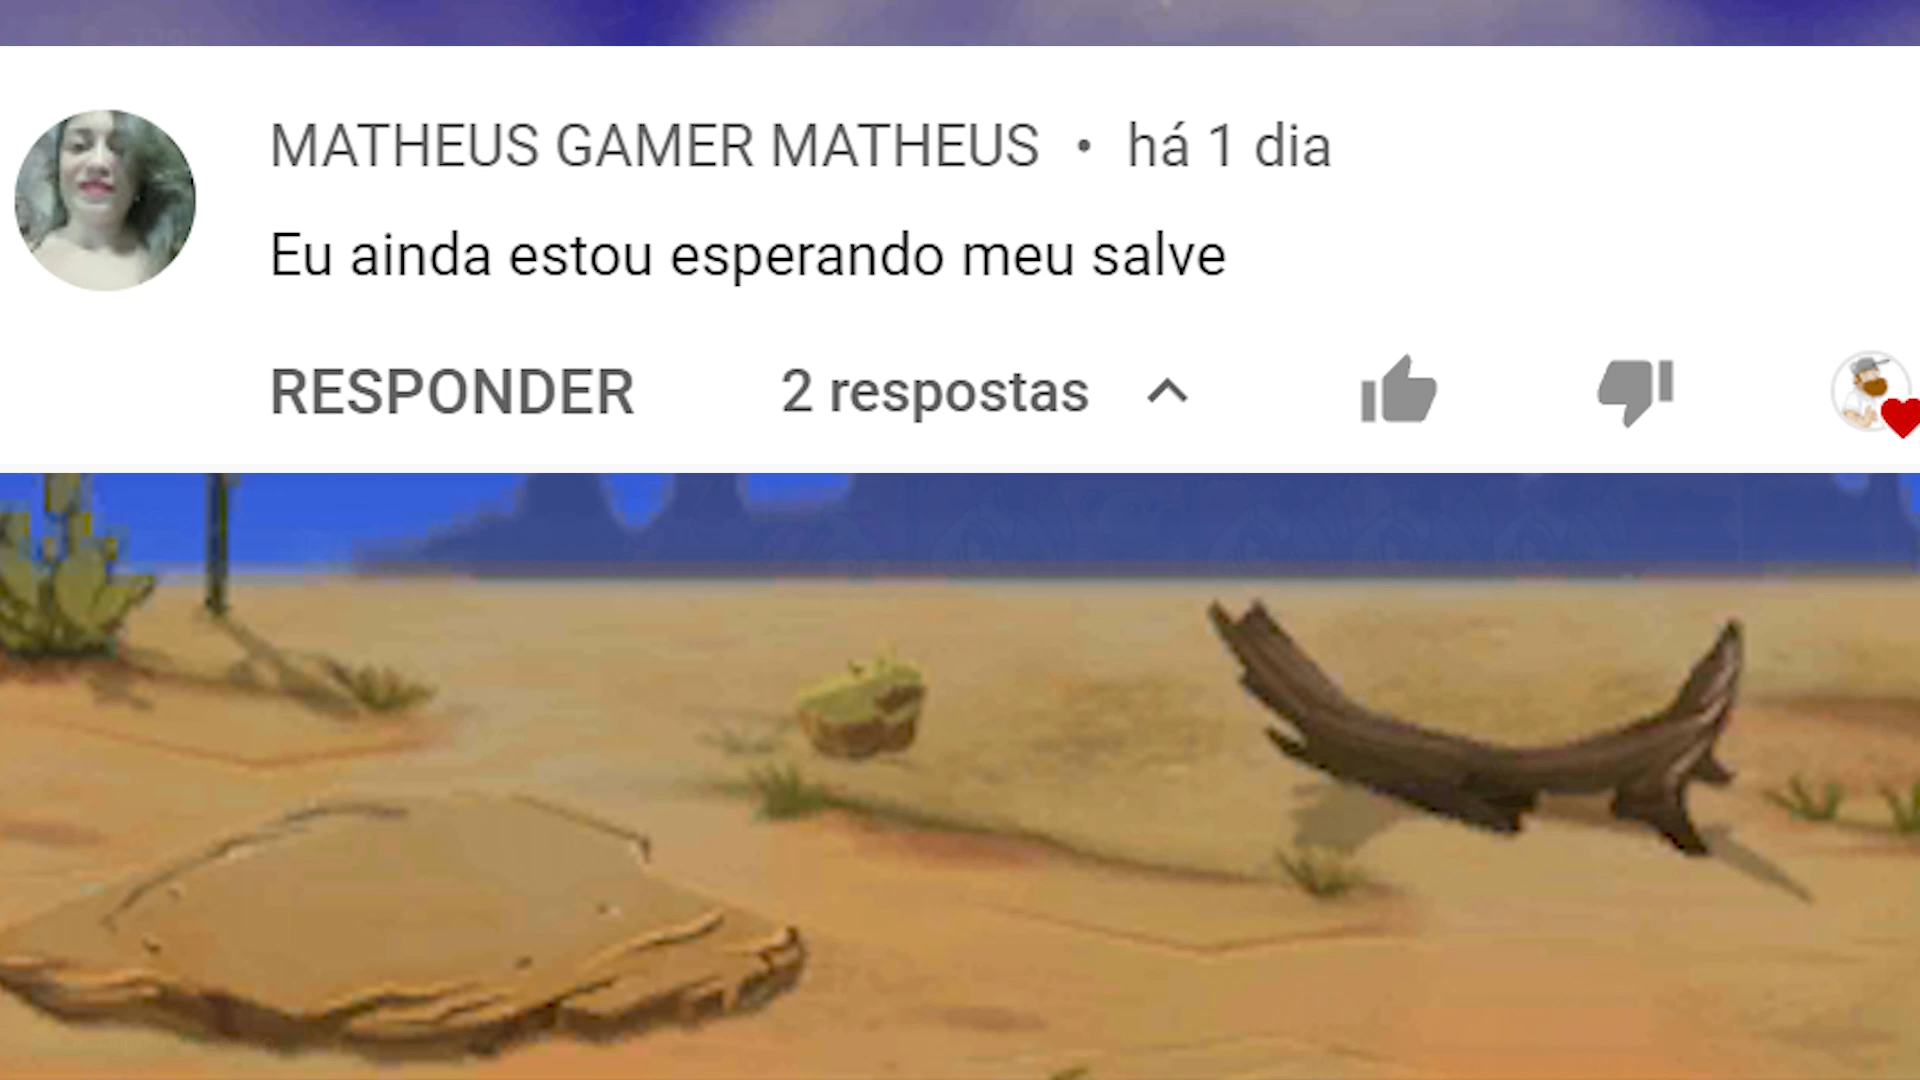 MATHEUS GAMER MATHEUS • há 1 dia
Eu ainda estou esperando meu salve
RESPONDER 2 respostas